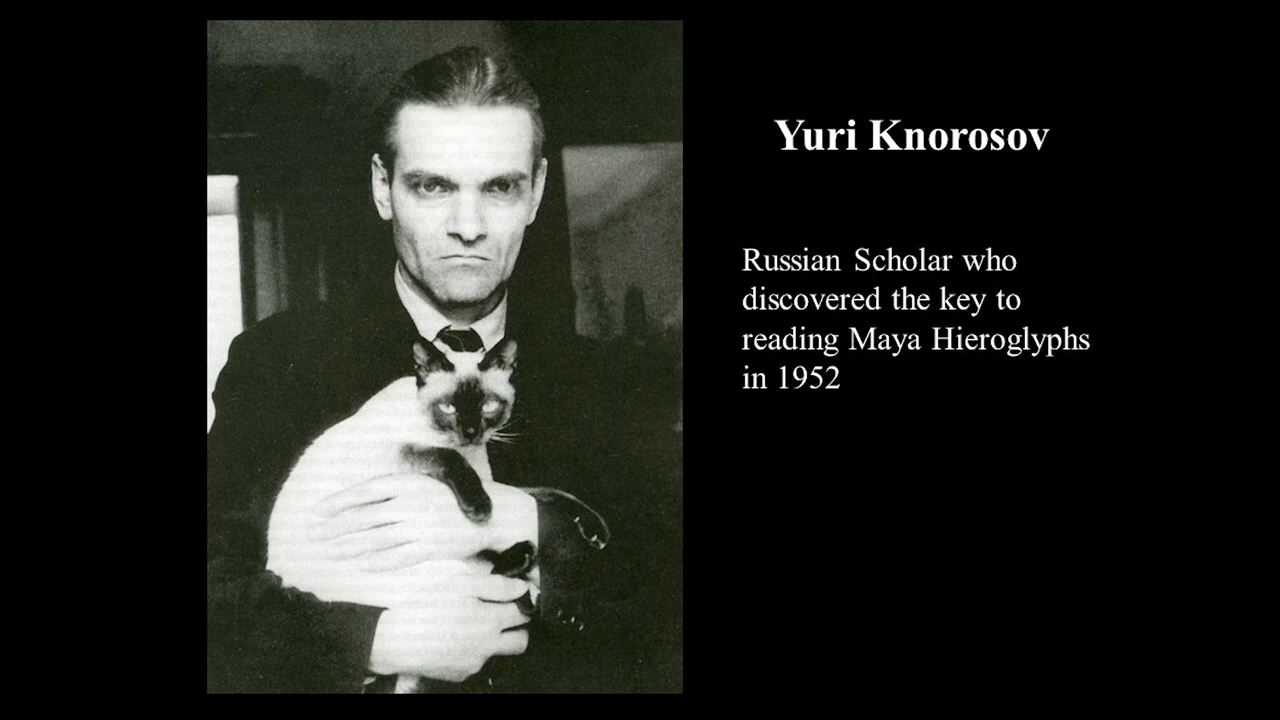 Yuri Knorosov
Russian Scholar who
discovered the key to
reading Maya Hieroglyphs
in 1952